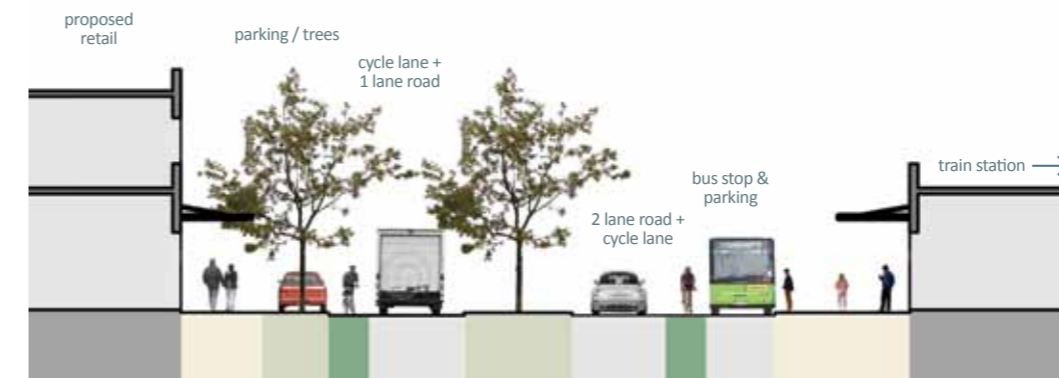 proposed
retail
parking / trees
cycle lane +
1 lane road
2 lane road +
cycle lane
bus stop &
parking
train station